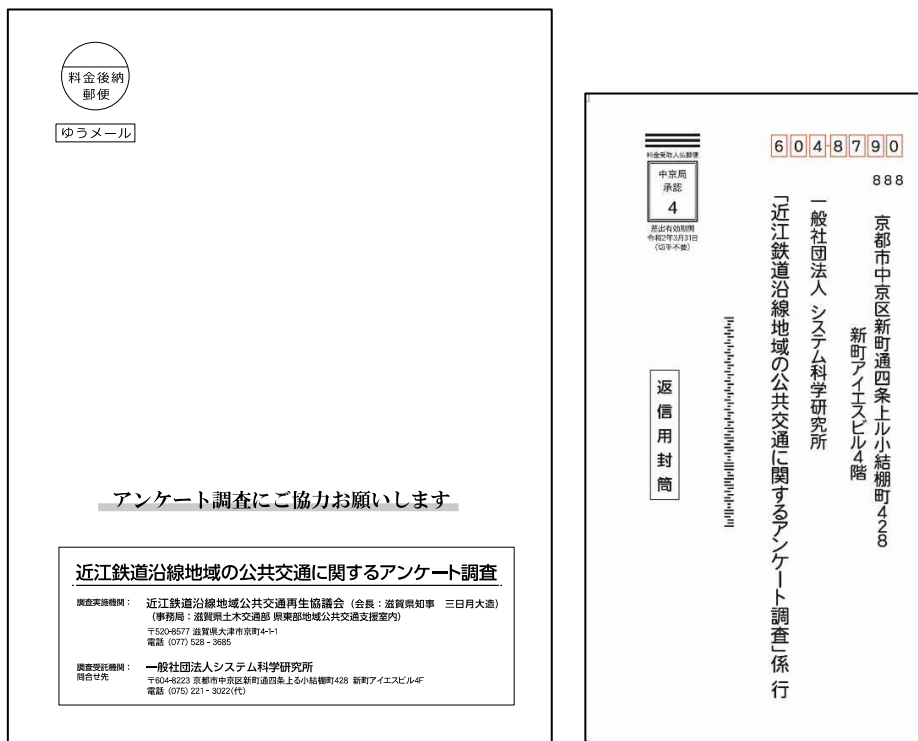 料金後納
郵便
ゆうメール
アンケート調査にご協力お願いします
近江鉄道沿線地域の公共交通に関するアンケート調査
調査実施機関： 近江鉄道沿線地域公共交通再生協議会（会長：滋賀県知事　三日月大造）
（事務局：滋賀県土木交通部 県東部地域公共交通支援室内）
〒520-8577 滋賀県大津市京町4-1-1
電話 (077) 528 - 3685
調査受託機関： 一般社団法人システム科学研究所
問合せ先 〒604-8223 京都市中京区新町通四条上る小結棚町428 新町アイエスビル4F
電話 (075) 221 - 3022(代)
6048790
888
京都市中京区新町通四条上ル小結棚町428
新町アイエスビル4階
一般社団法人 システム科学研究所
「近江鉄道沿線地域の公共交通に関するアンケート調査」係 行
料金受取人払郵便
中京局
承認
4
差出有効期間
令和2年3月31日
（切手不要）
返信用封筒